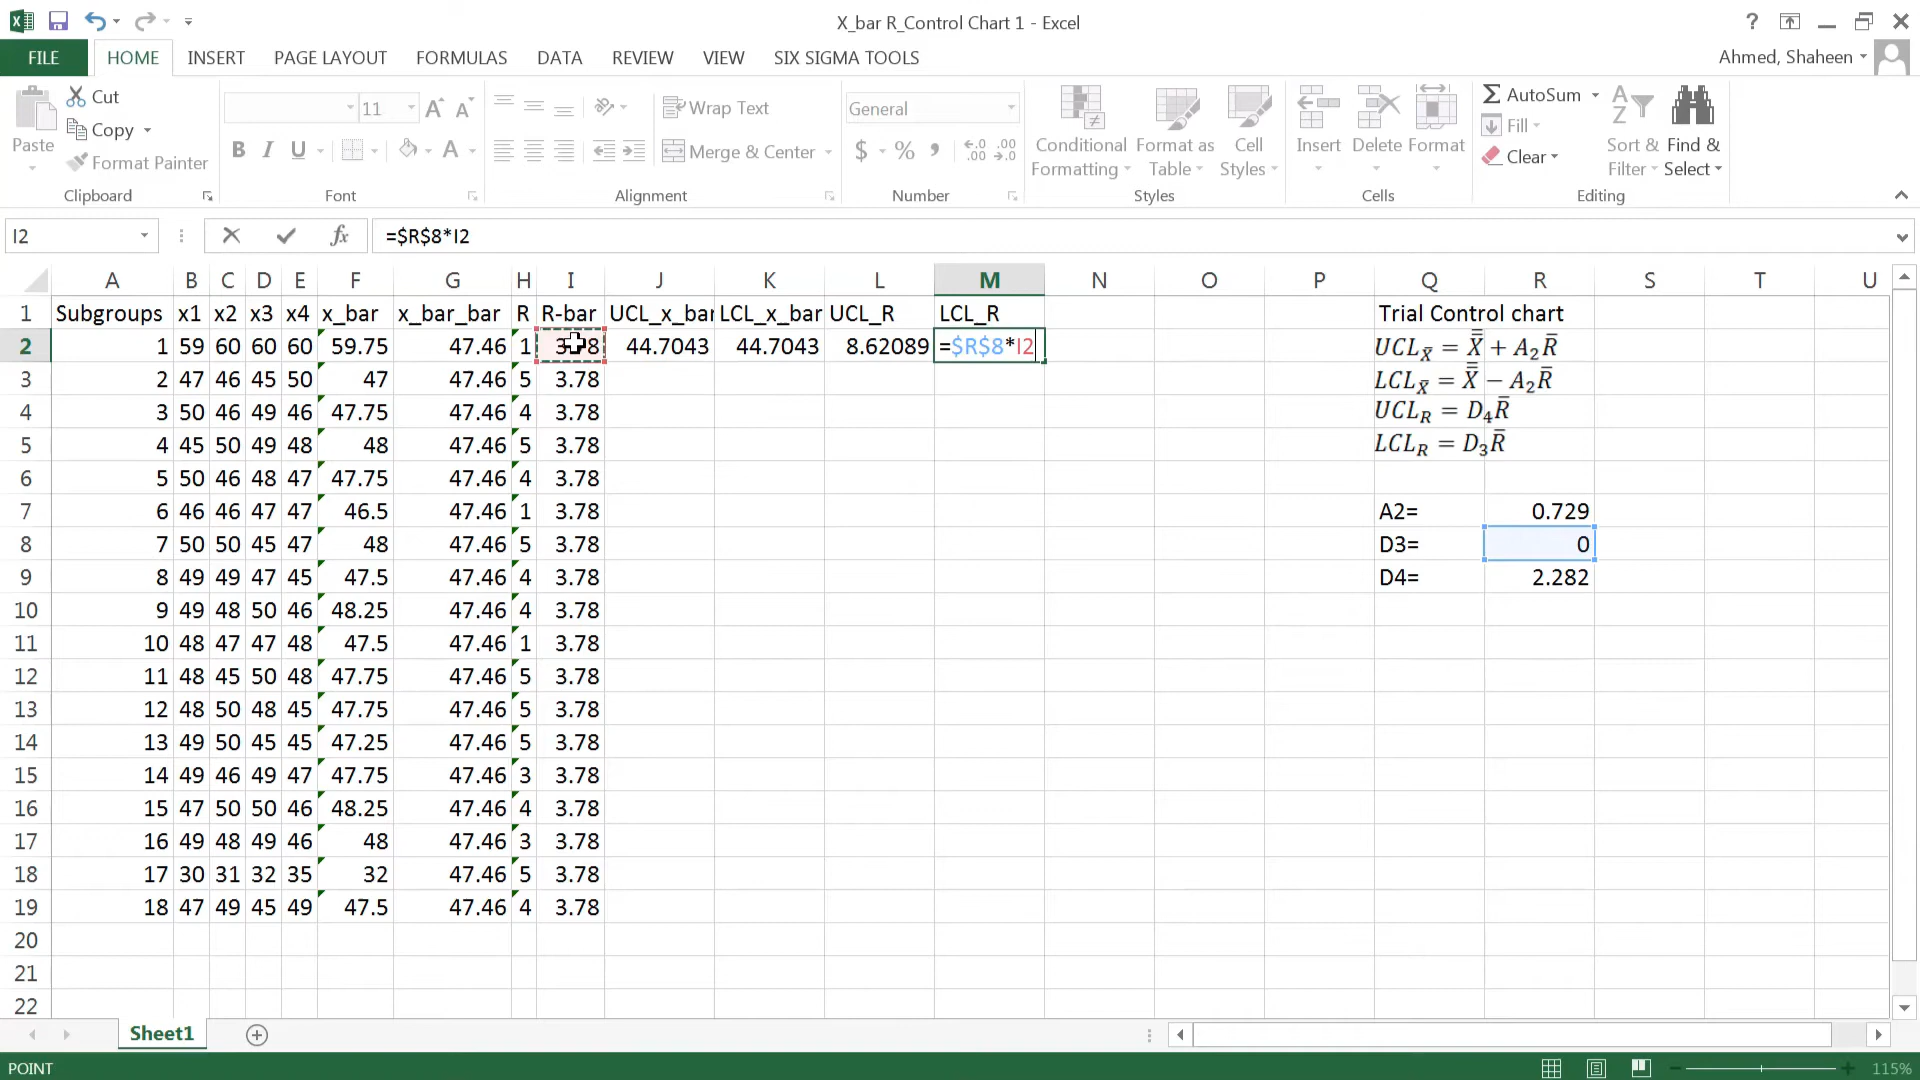 X_bar R_Control Chart 1 - Excel
FILE HOME INSERT PAGE LAYOUT FORMULAS DATA REVIEW VIEW SIX SIGMA TOOLS Ahmed, Shaheen
Paste
Cut
Copy
Format Painter
Clipboard
11
B I U
Font
Wrap Text
Merge & Center
Alignment
General
$ % ,
Number
Conditional Formatting
Format as Table
Cell Styles
Styles
Insert Delete Format
Cells
AutoSum
Fill
Clear
Sort & Filter
Find & Select
Editing
I2 =$R$8*I2
A B C D E F G H I J K L M N O P Q R S T U
1 Subgroups x1 x2 x3 x4 x_bar x_bar_bar R R-bar UCL_x_bar LCL_x_bar UCL_R LCL_R Trial Control chart
2 1 59 60 60 60 59.75 47.46 1 3.78 44.7043 44.7043 8.62089 =$R$8*I2 UCL_X̄ = X̿ + A₂R̄
3 2 47 46 45 50 47 47.46 5 3.78 LCL_X̄ = X̿ − A₂R̄
4 3 50 46 49 46 47.75 47.46 4 3.78 UCL_R = D₄R̄
5 4 45 50 49 48 48 47.46 5 3.78 LCL_R = D₃R̄
6 5 50 46 48 47 47.75 47.46 4 3.78
7 6 46 46 47 47 46.5 47.46 1 3.78 A2= 0.729
8 7 50 50 45 47 48 47.46 5 3.78 D3= 0
9 8 49 49 47 45 47.5 47.46 4 3.78 D4= 2.282
10 9 49 48 50 46 48.25 47.46 4 3.78
11 10 48 47 47 48 47.5 47.46 1 3.78
12 11 48 45 50 48 47.75 47.46 5 3.78
13 12 48 50 48 45 47.75 47.46 5 3.78
14 13 49 50 45 45 47.25 47.46 5 3.78
15 14 49 46 49 47 47.75 47.46 3 3.78
16 15 47 50 50 46 48.25 47.46 4 3.78
17 16 49 48 49 46 48 47.46 3 3.78
18 17 30 31 32 35 32 47.46 5 3.78
19 18 47 49 45 49 47.5 47.46 4 3.78
20
21
22
Sheet1
POINT 115%